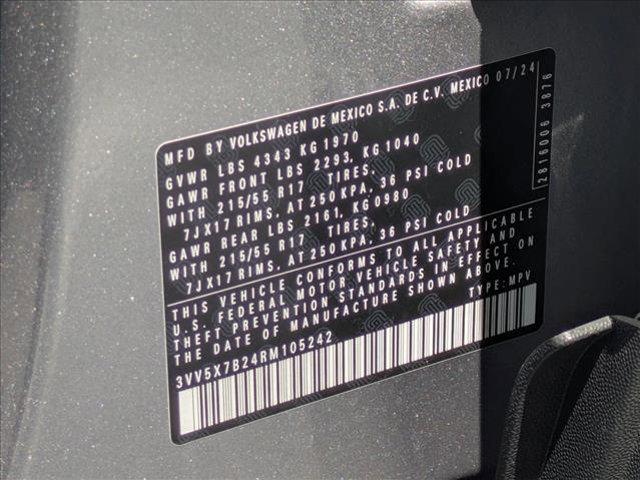 MFD BY VOLKSWAGEN DE MEXICO S.A. DE C.V. MEXICO 07/24
GVWR LBS 4343 KG 1970
GAWR FRONT LBS 2293, KG 1040
WITH 215/55 R17 TIRES,
7JX17 RIMS, AT 250 KPA, 36 PSI COLD
GAWR REAR LBS 2161, KG0980
WITH 215/55 R17 TIRES,
7JX17 RIMS, AT 250 KPA, 36 PSI COLD
THIS VEHICLE CONFORMS TO ALL APPLICABLE
U.S. FEDERAL MOTOR VEHICLE SAFETY AND
THEFT PREVENTION STANDARDS IN EFFECT ON
THE DATE OF MANUFACTURE SHOWN ABOVE.
TYPE: MPV
3VV5X7B24RM105242
2816006 3876